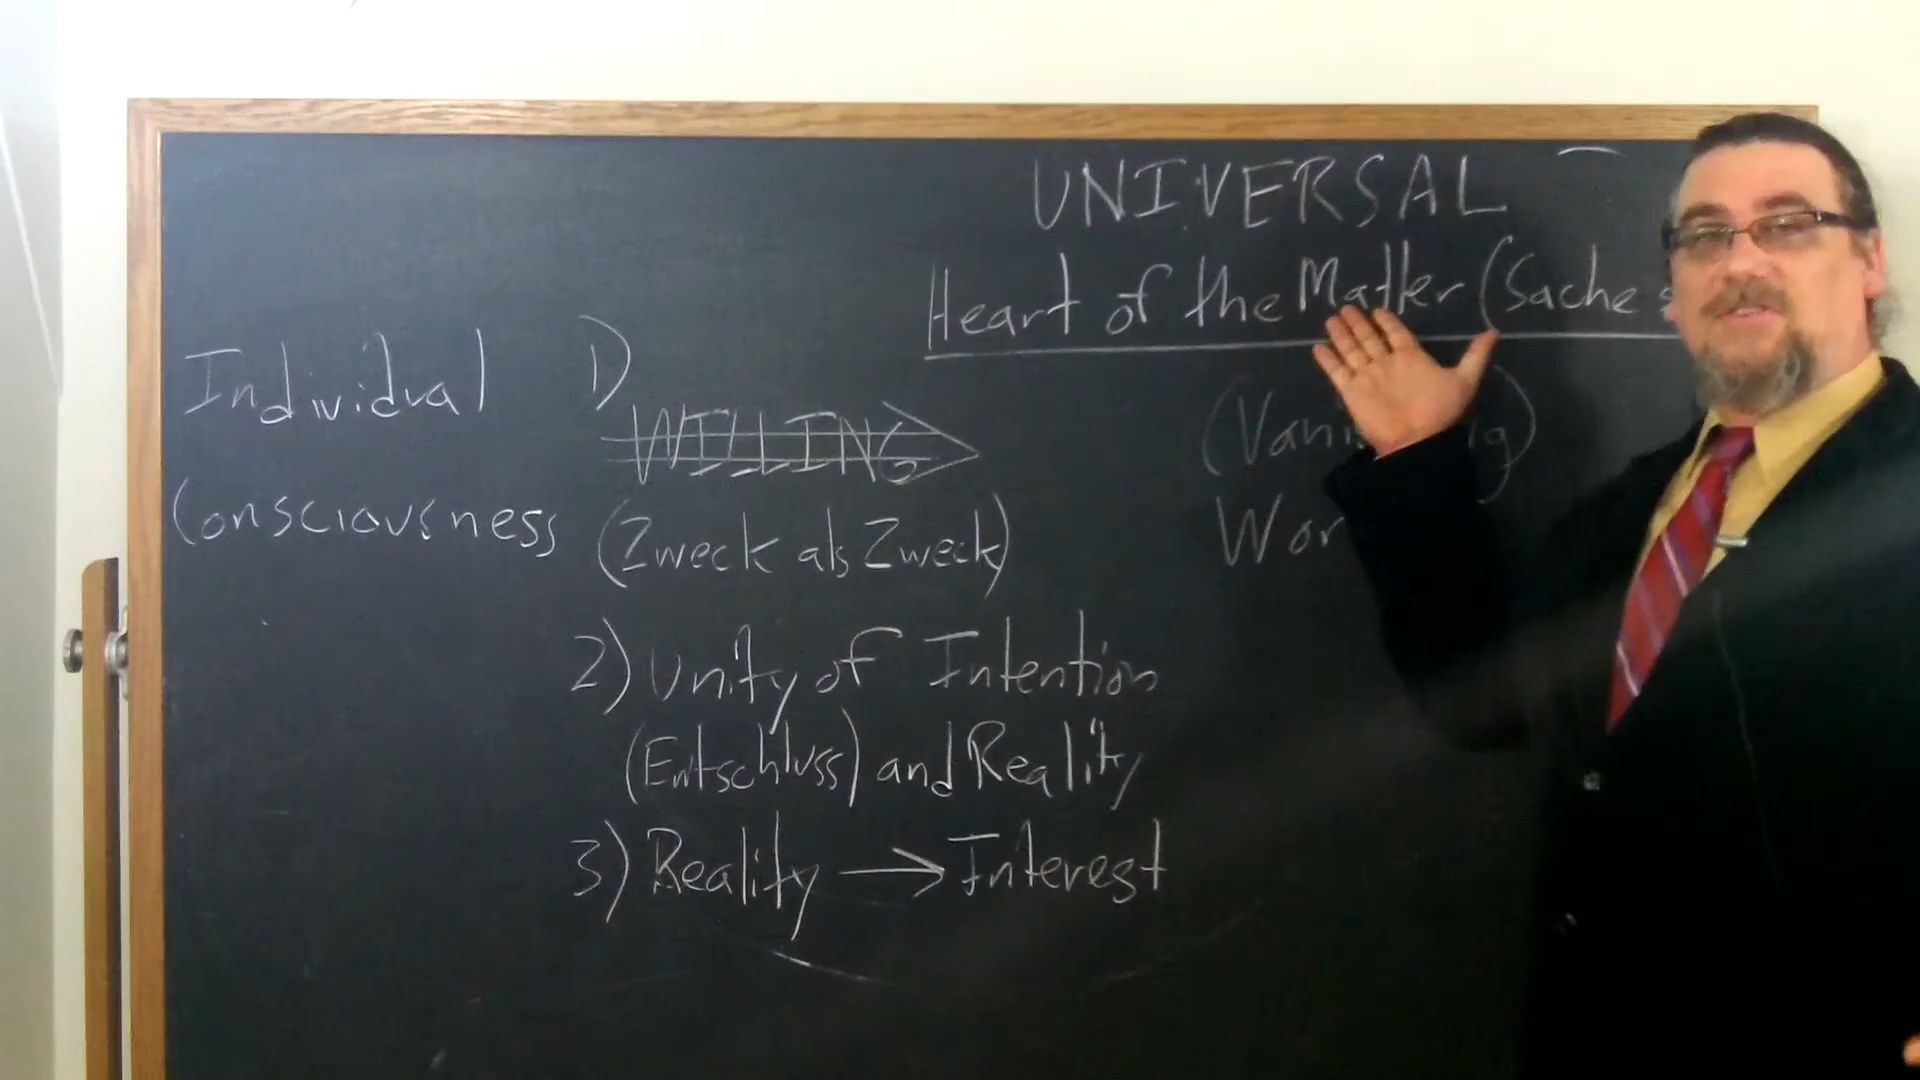 UNIVERSAL
Heart of the Matter (Sache
Individual
1)
WILLING
Consciousness
(Zweck als Zweck)
2) Unity of Intention
(Entschluss) and Reality
3) Reality → Interest